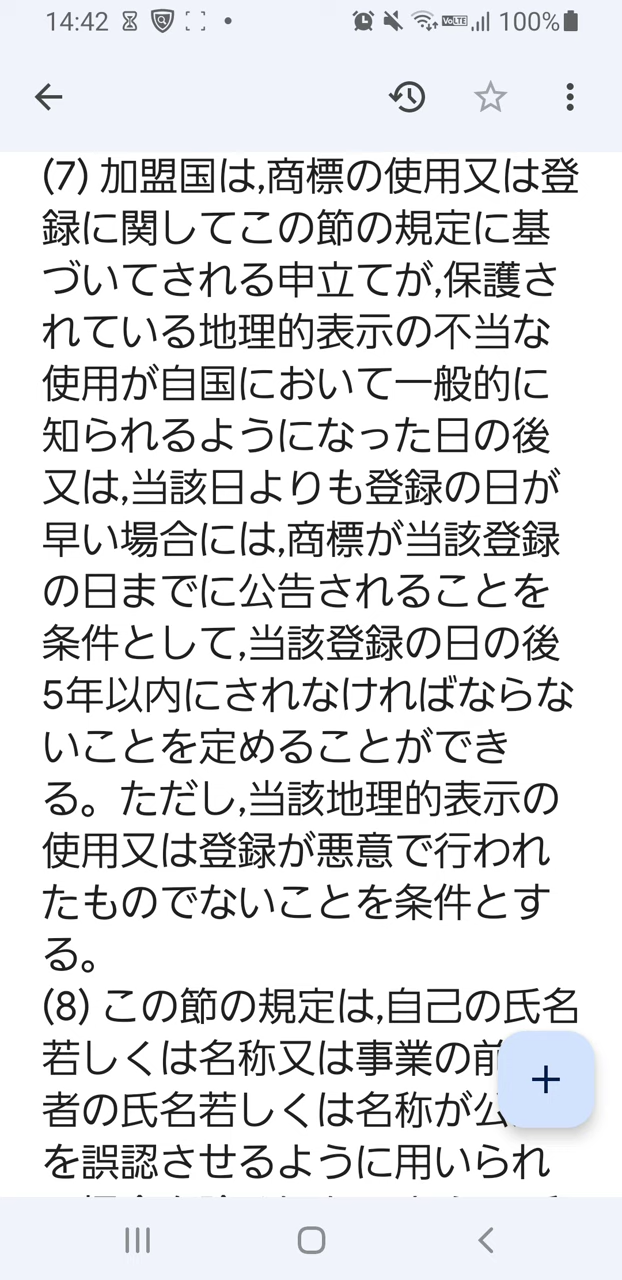 14:42
VoLTE
100%
(7) 加盟国は,商標の使用又は登
録に関してこの節の規定に基
づいてされる申立てが,保護さ
れている地理的表示の不当な
使用が自国において一般的に
知られるようになった日の後
又は,当該日よりも登録の日が
早い場合には,商標が当該登録
の日までに公告されることを
条件として,当該登録の日の後
5年以内にされなければならな
いことを定めることができ
る。ただし,当該地理的表示の
使用又は登録が悪意で行われ
たものでないことを条件とす
る。
(8) この節の規定は,自己の氏名
若しくは名称又は事業の前
者の氏名若しくは名称が公
を誤認させるように用いられ